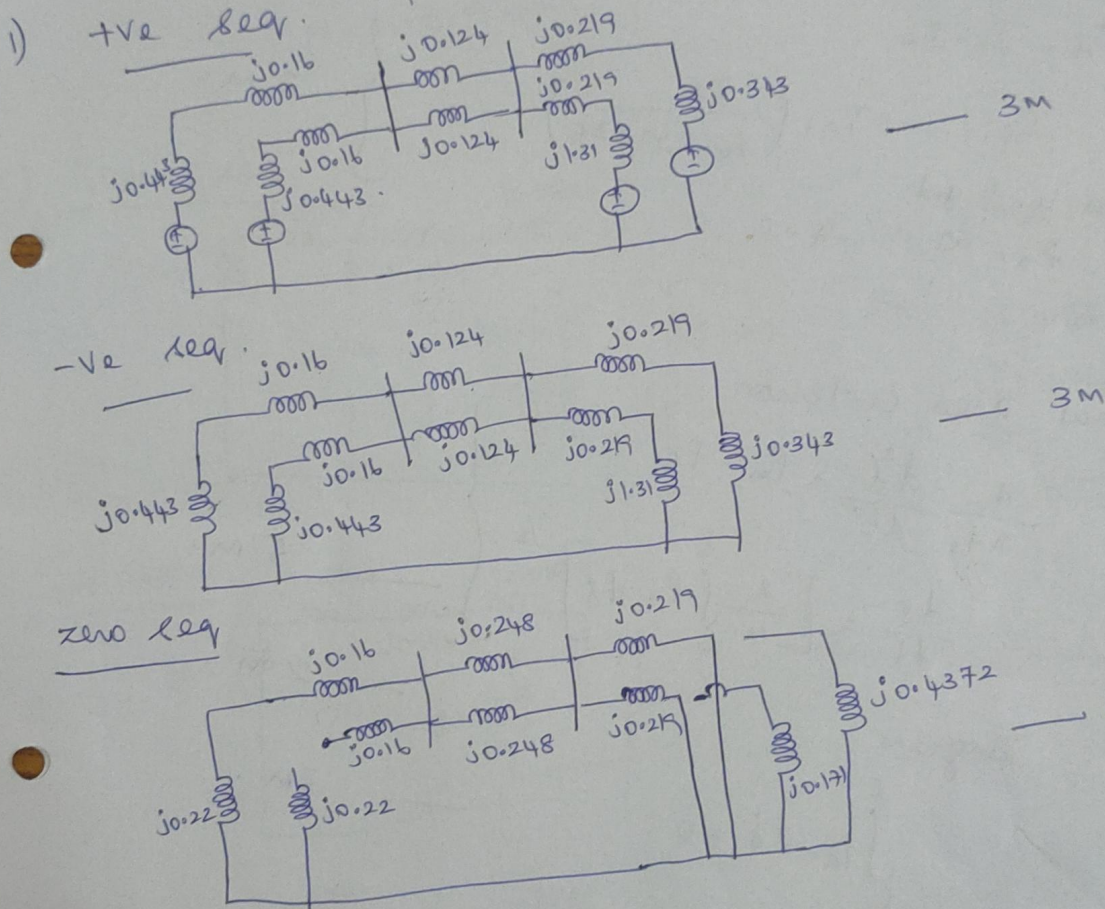 1) +ve seq.
j0.16 j0.124 j0.219
j0.219 j0.343
3M
j0.443 j0.16 j0.124 j1.31
j0.443.
-ve seq.
j0.16 j0.124 j0.219
3M
j0.16 j0.124 j0.219 j0.343
j0.443 j0.443 j1.31
zero seq
j0.16 j0.248 j0.219
j0.16 j0.248 j0.219 j0.4372
j0.22 j0.22 j0.171